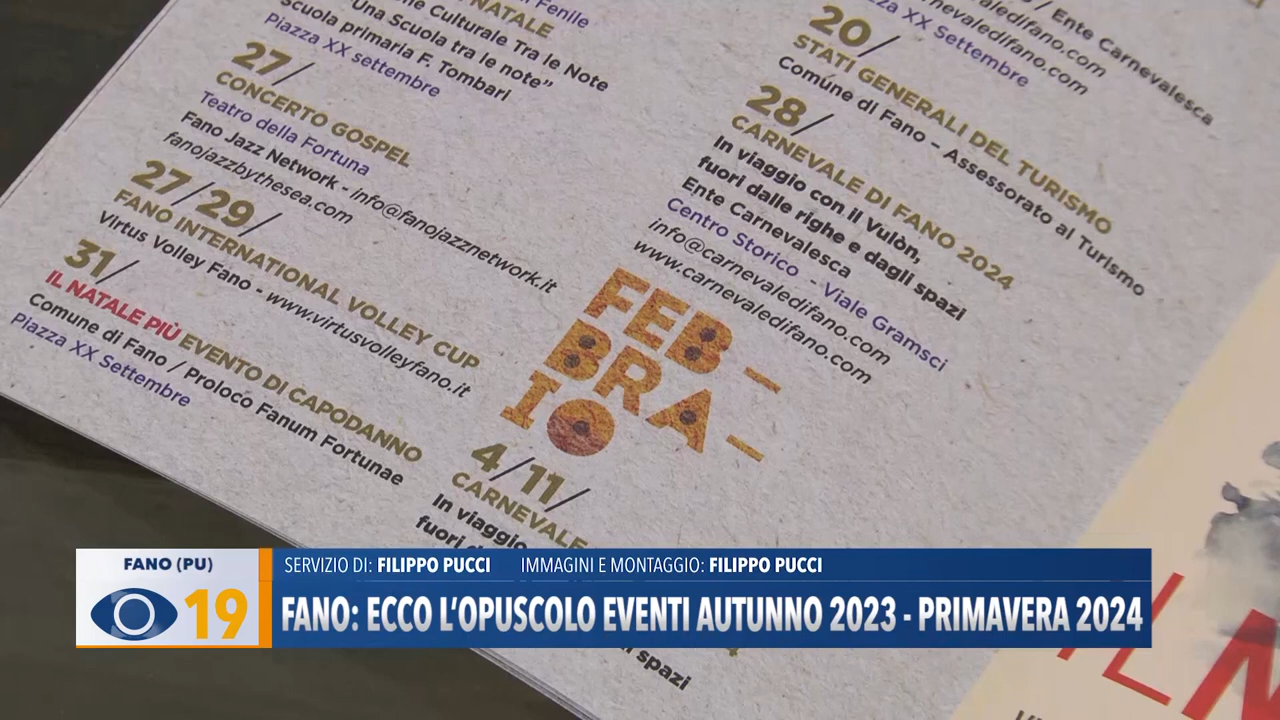 Fenile
NATALE
Culturale Tra le Note
Una Scuola tra le note”
scuola primaria F. Tombari
Piazza XX settembre
27/
CONCERTO GOSPEL
Teatro della Fortuna
Fano Jazz Network - info@fanojazznetwork.it
fanojazzbythesea.com
27/29/
FANO INTERNATIONAL VOLLEY CUP
Virtus Volley Fano - www.virtusvolleyfano.it
31/
IL NATALE PIÙ EVENTO DI CAPODANNO
Comune di Fano / Proloco Fanum Fortunae
Piazza XX Settembre
/ Ente Carnevalesca
XX Settembre
20/
STATI GENERALI DEL TURISMO
Comune di Fano – Assessorato al Turismo
28/
CARNEVALE DI FANO 2024
In viaggio con Il Vulòn,
fuori dalle righe e dagli spazi
Ente Carnevalesca
Centro Storico - Viale Gramsci
info@carnevaledifano.com
www.carnevaledifano.com
FEB–
BRA–
IO
4/11/
CARNEVALE
In viaggio
fuori
spazi
FANO (PU)
19
SERVIZIO DI: FILIPPO PUCCI IMMAGINI E MONTAGGIO: FILIPPO PUCCI
FANO: ECCO L’OPUSCOLO EVENTI AUTUNNO 2023 - PRIMAVERA 2024